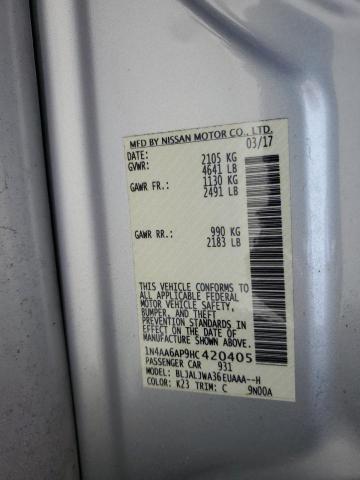 MFD BY NISSAN MOTOR CO., LTD.
DATE: 03/17
GVWR: 2105 KG
4641 LB
GAWR FR.: 1130 KG
2491 LB
GAWR RR.: 990 KG
2183 LB
THIS VEHICLE CONFORMS TO
ALL APPLICABLE FEDERAL
MOTOR VEHICLE SAFETY,
BUMPER, AND THEFT
PREVENTION STANDARDS IN
EFFECT ON THE DATE OF
MANUFACTURE SHOWN ABOVE.
1N4AA6AP9HC420405
PASSENGER CAR 931
MODEL: BLJALJWA36EUAAA--H
COLOR: K23 TRIM: C 9N00A